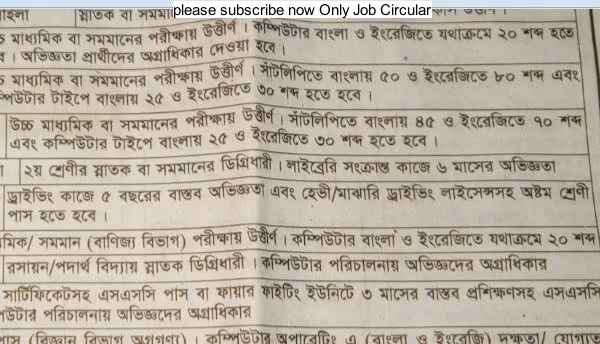 please subscribe now Only Job Circular
স্নাতক বা সমমা
মাধ্যমিক বা সমমানের পরীক্ষায় উত্তীর্ণ। কম্পিউটার বাংলা ও ইংরেজিতে যথাক্রমে ২০ শব্দ হতে
। অভিজ্ঞতা প্রার্থীদের অগ্রাধিকার দেওয়া হবে।
মাধ্যমিক বা সমমানের পরীক্ষায় উত্তীর্ণ। সাঁটলিপিতে বাংলায় ৫০ ও ইংরেজিতে ৮০ শব্দ এবং
টাইপে বাংলায় ২৫ ও ইংরেজিতে ৩০ শব্দ হতে হবে।
উচ্চ মাধ্যমিক বা সমমানের পরীক্ষায় উত্তীর্ণ। সাঁটলিপিতে বাংলায় ৪৫ ও ইংরেজিতে ৭০ শব্দ
এবং কম্পিউটার টাইপে বাংলায় ২৫ ও ইংরেজিতে ৩০ শব্দ হতে হবে।
২য় শ্রেণীর স্নাতক বা সমমানের ডিগ্রিধারী। লাইব্রেরি সংক্রান্ত কাজে ৬ মাসের অভিজ্ঞতা
ড্রাইভিং কাজে ৫ বছরের বাস্তব অভিজ্ঞতা এবং হেভী/মাঝারি ড্রাইভিং লাইসেন্সসহ অষ্টম শ্রেণী
পাস হতে হবে।
মিক/ সমমান (বাণিজ্য বিভাগ) পরীক্ষায় উত্তীর্ণ। কম্পিউটার বাংলা ও ইংরেজিতে যথাক্রমে ২০ শব্দ
রসায়ন/পদার্থ বিদ্যায় স্নাতক ডিগ্রিধারী। কম্পিউটার পরিচালনায় অভিজ্ঞদের অগ্রাধিকার
সার্টিফিকেটসহ এসএসসি পাস বা ফায়ার ফাইটিং ইউনিটে ৩ মাসের বাস্তব প্রশিক্ষণসহ এসএসসি
পিউটার পরিচালনায় অভিজ্ঞদের অগ্রাধিকার
পাস (বিজ্ঞান বিভাগ অগ্রগণ্য)। কম্পিউটার অপারেটিং এ (বাংলা ও ইংরেজি) দক্ষতা/ যোগ্যত